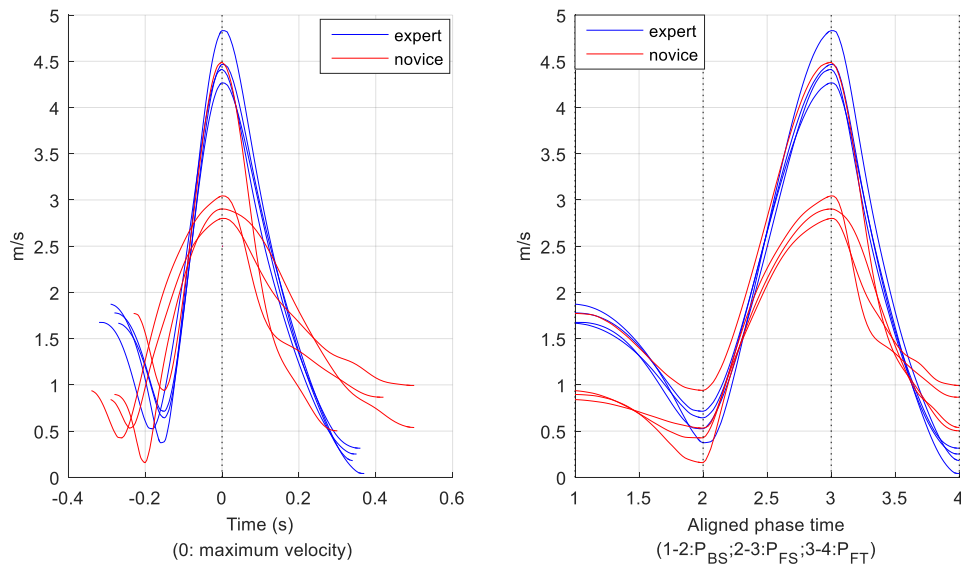 5
4.5
4
3.5
3
2.5
2
1.5
1
0.5
0
m/s
-0.4 -0.2 0 0.2 0.4 0.6
Time (s)
(0: maximum velocity)
expert
novice
5
4.5
4
3.5
3
2.5
2
1.5
1
0.5
0
m/s
1 1.5 2 2.5 3 3.5 4
Aligned phase time
(1-2:P_BS;2-3:P_FS;3-4:P_FT)
expert
novice